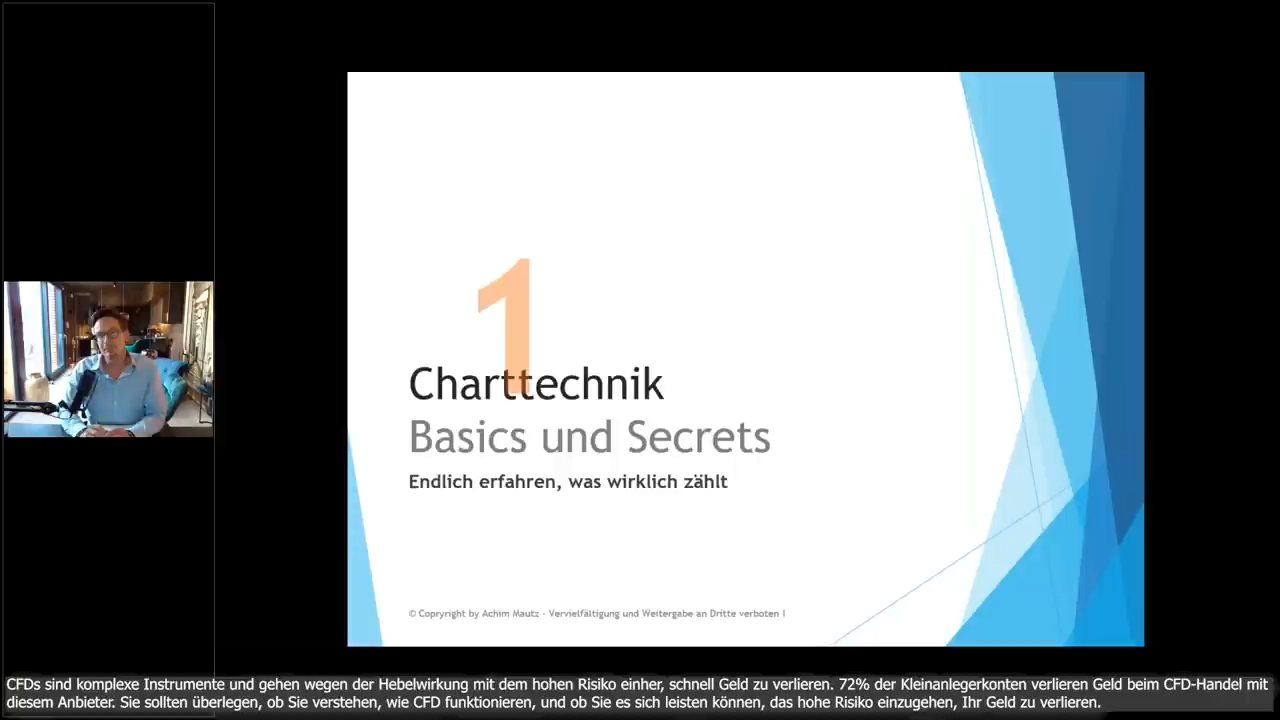 1
Charttechnik
Basics und Secrets
Endlich erfahren, was wirklich zählt
© Copryright by Achim Mautz - Vervielfältigung und Weitergabe an Dritte verboten !
CFDs sind komplexe Instrumente und gehen wegen der Hebelwirkung mit dem hohen Risiko einher, schnell Geld zu verlieren. 72% der Kleinanlegerkonten verlieren Geld beim CFD-Handel mit
diesem Anbieter. Sie sollten überlegen, ob Sie verstehen, wie CFD funktionieren, und ob Sie es sich leisten können, das hohe Risiko einzugehen, Ihr Geld zu verlieren.